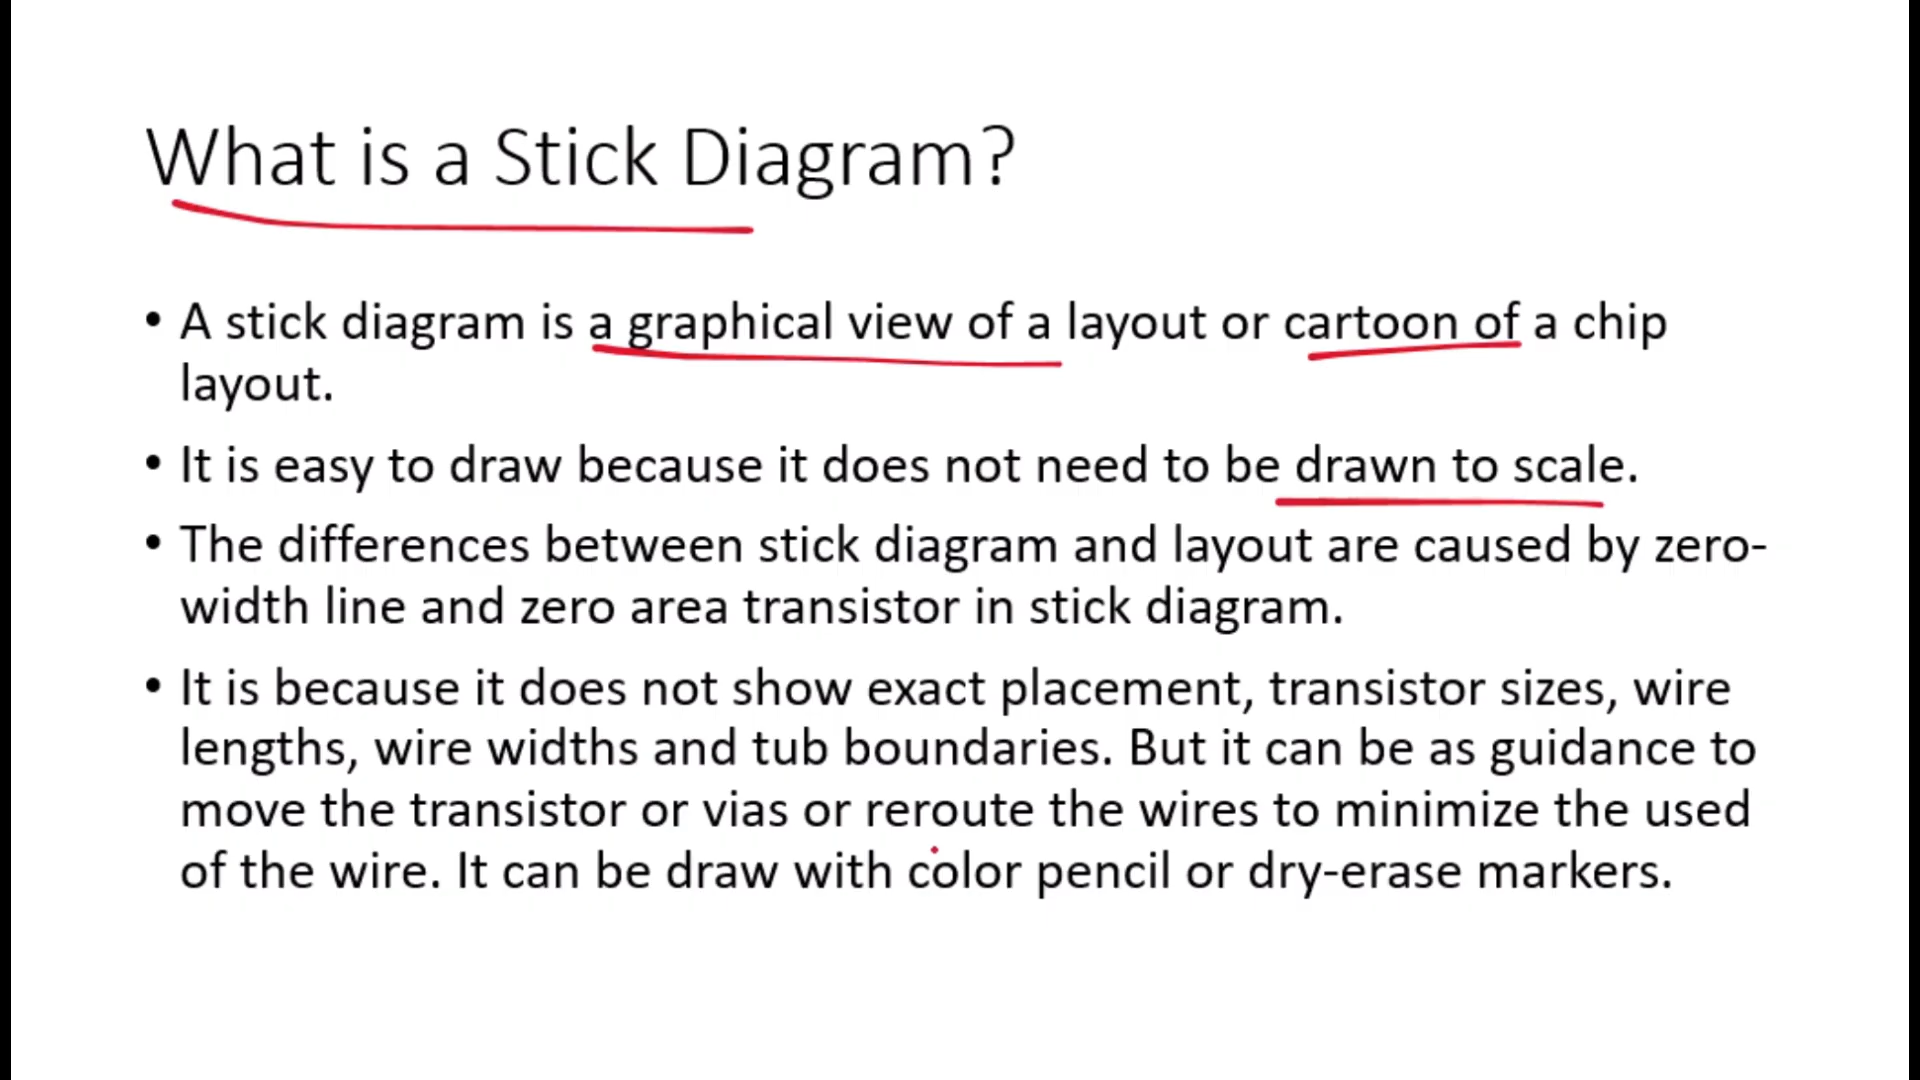 What is a Stick Diagram?
• A stick diagram is a graphical view of a layout or cartoon of a chip
layout.
• It is easy to draw because it does not need to be drawn to scale.
• The differences between stick diagram and layout are caused by zero-
width line and zero area transistor in stick diagram.
• It is because it does not show exact placement, transistor sizes, wire
lengths, wire widths and tub boundaries. But it can be as guidance to
move the transistor or vias or reroute the wires to minimize the used
of the wire. It can be draw with color pencil or dry-erase markers.